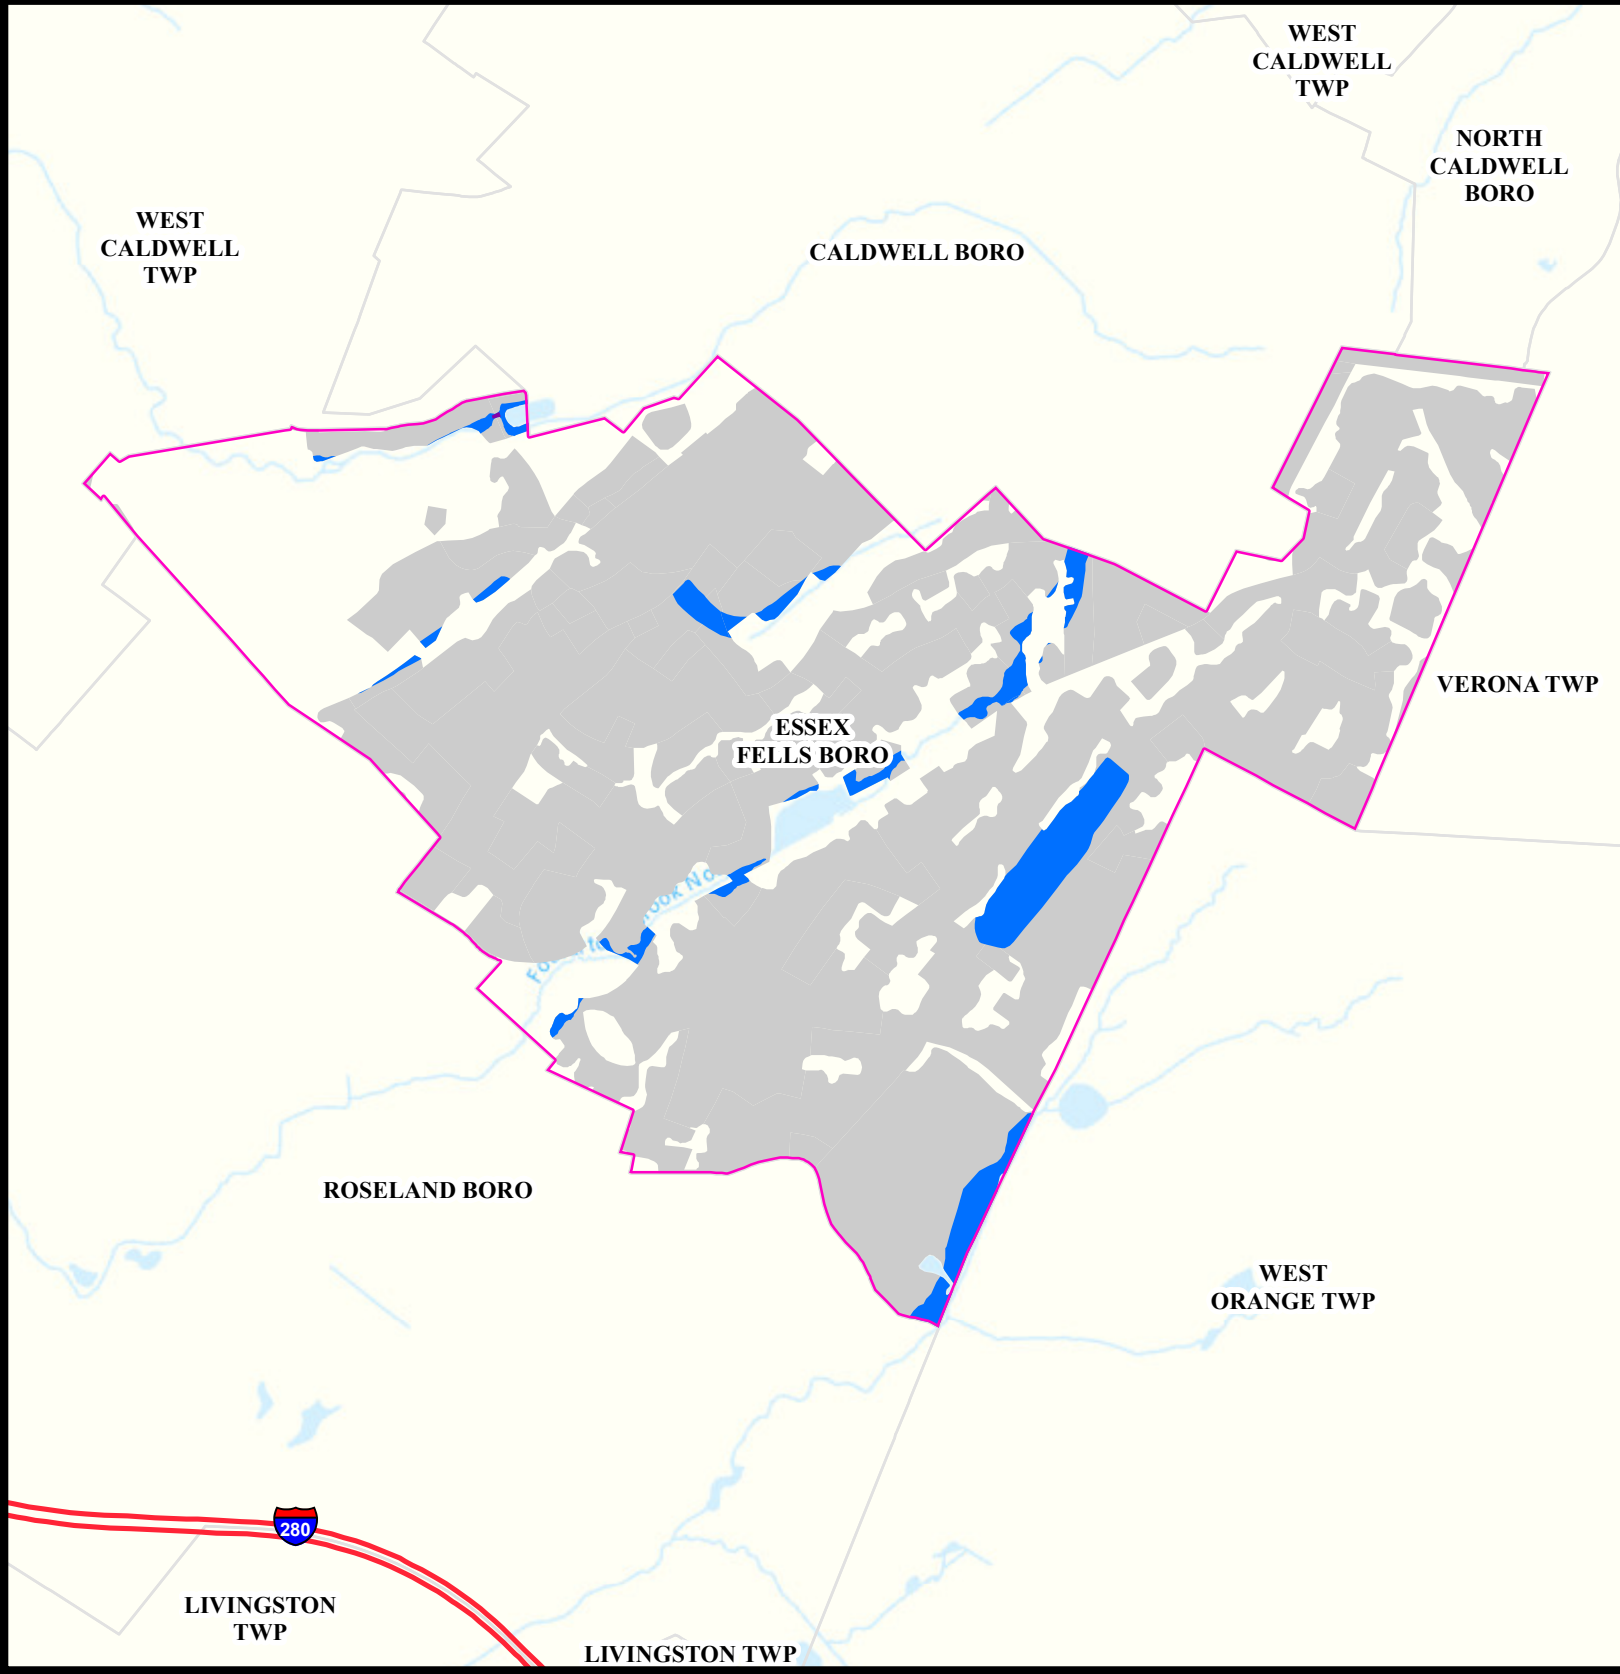 WEST
CALDWELL
TWP
NORTH
CALDWELL
BORO
WEST
CALDWELL
TWP
CALDWELL BORO
VERONA TWP
ESSEX
FELLS BORO
No
ROSELAND BORO
WEST
ORANGE TWP
280
LIVINGSTON
TWP
LIVINGSTON TWP